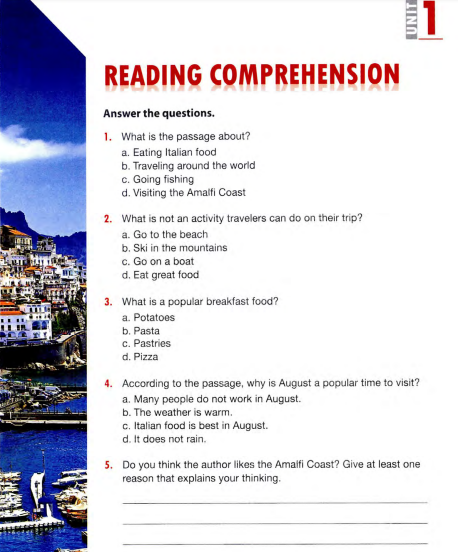 UNIT 1
READING COMPREHENSION
Answer the questions.
1. What is the passage about?
a. Eating Italian food
b. Traveling around the world
c. Going fishing
d. Visiting the Amalfi Coast
2. What is not an activity travelers can do on their trip?
a. Go to the beach
b. Ski in the mountains
c. Go on a boat
d. Eat great food
3. What is a popular breakfast food?
a. Potatoes
b. Pasta
c. Pastries
d. Pizza
4. According to the passage, why is August a popular time to visit?
a. Many people do not work in August.
b. The weather is warm.
c. Italian food is best in August.
d. It does not rain.
5. Do you think the author likes the Amalfi Coast? Give at least one
reason that explains your thinking.